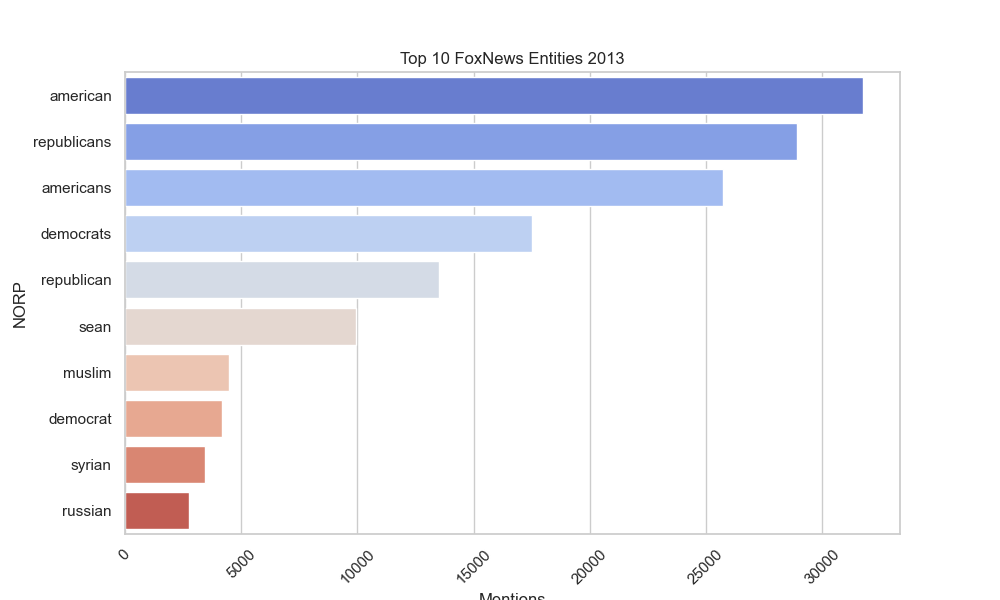 Top 10 FoxNews Entities 2013
NORP
american
republicans
americans
democrats
republican
sean
muslim
democrat
syrian
russian
0
5000
10000
15000
20000
25000
30000
Mentions